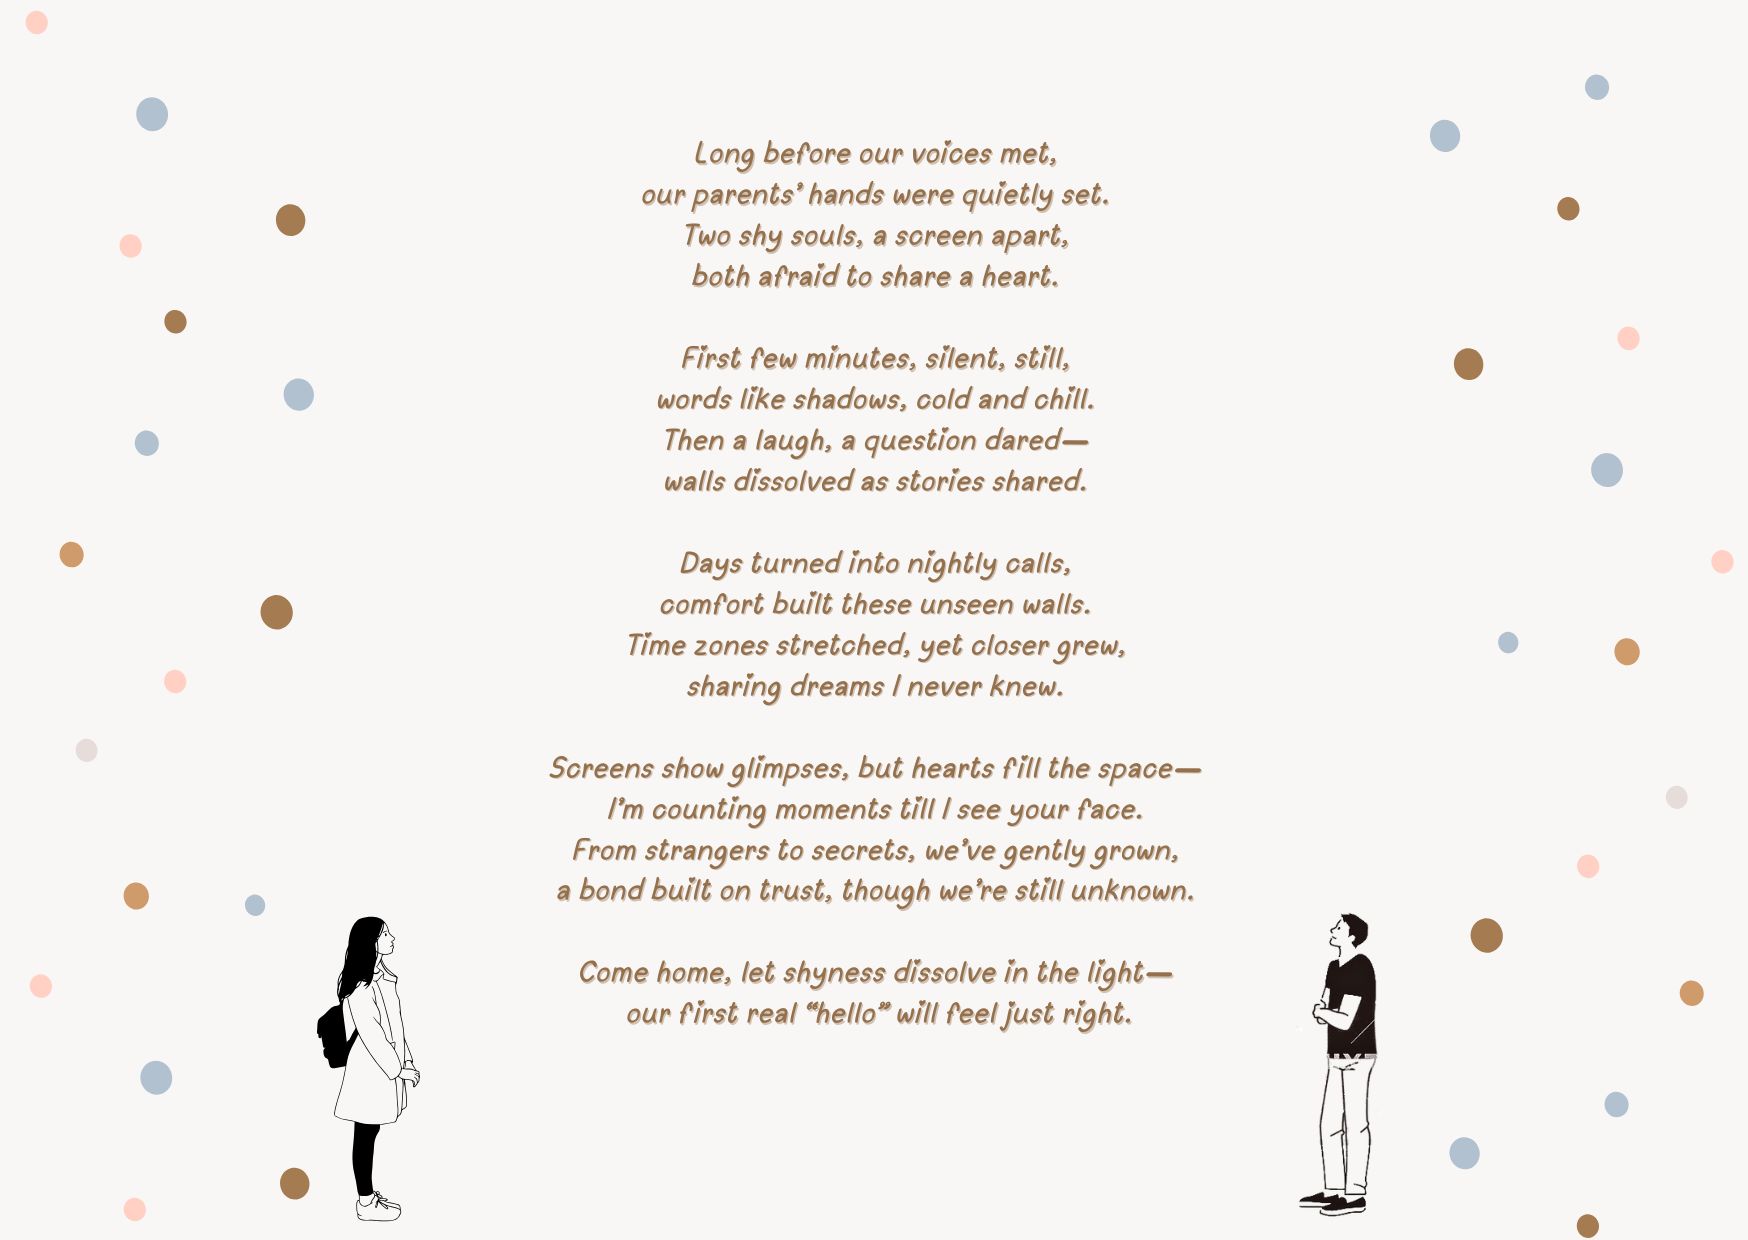 Long before our voices met,
our parents’ hands were quietly set.
Two shy souls, a screen apart,
both afraid to share a heart.
First few minutes, silent, still,
words like shadows, cold and chill.
Then a laugh, a question dared—
walls dissolved as stories shared.
Days turned into nightly calls,
comfort built these unseen walls.
Time zones stretched, yet closer grew,
sharing dreams I never knew.
Screens show glimpses, but hearts fill the space—
I’m counting moments till I see your face.
From strangers to secrets, we’ve gently grown,
a bond built on trust, though we’re still unknown.
Come home, let shyness dissolve in the light—
our first real “hello” will feel just right.